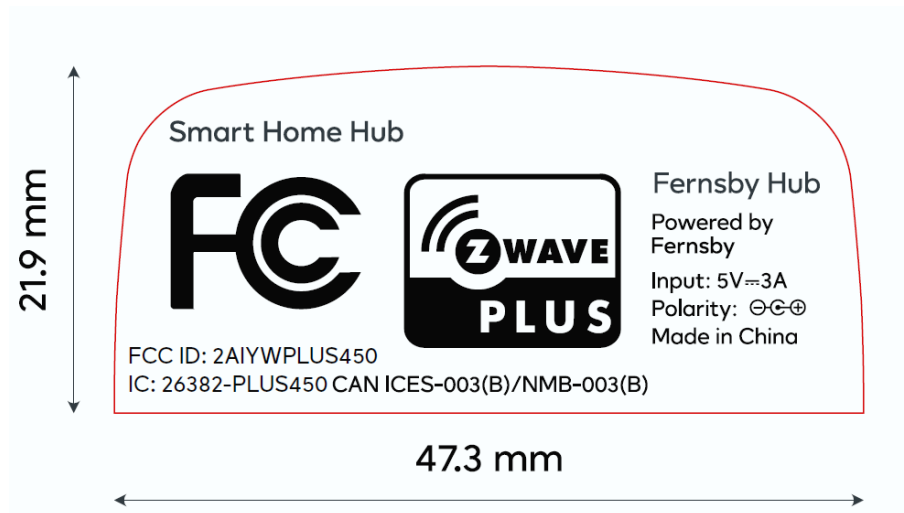 Smart Home Hub
FC
Z WAVE
PLUS
Fernsby Hub
Powered by
Fernsby
Input: 5V⎓3A
Polarity:
Made in China
FCC ID: 2AIYWPLUS450
IC: 26382-PLUS450 CAN ICES-003(B)/NMB-003(B)
21.9 mm
47.3 mm